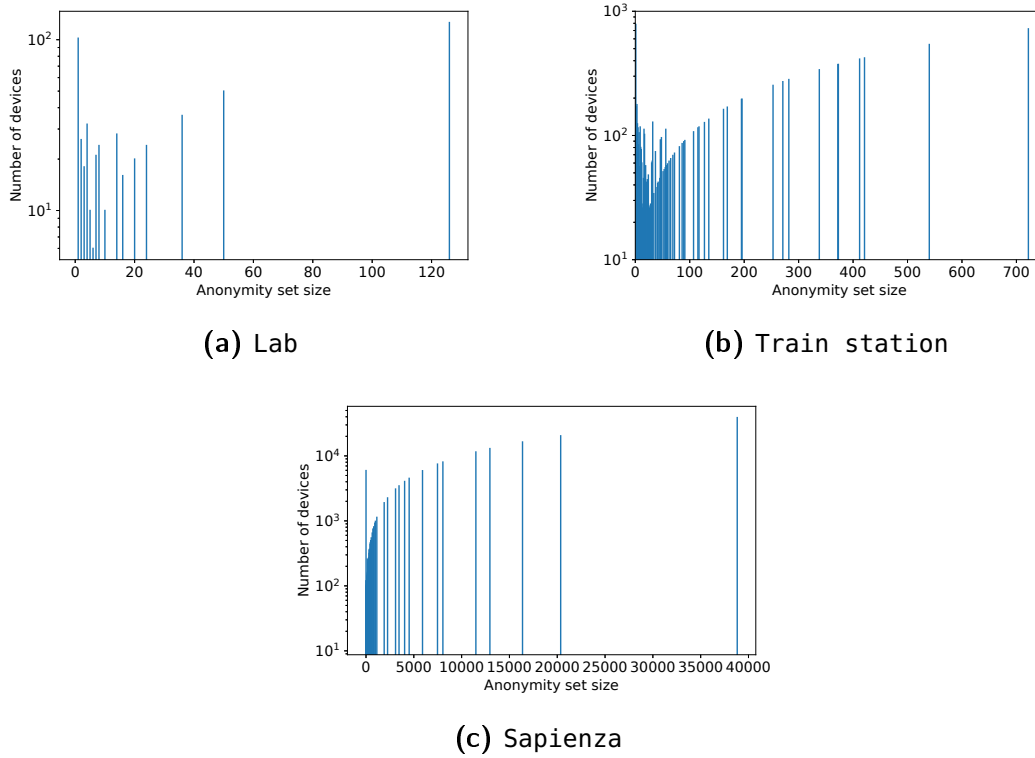 10²
10¹
Number of devices
0 20 40 60 80 100 120
Anonymity set size
(a) Lab
10³
10²
10¹
Number of devices
0 100 200 300 400 500 600 700
Anonymity set size
(b) Train station
10⁴
10³
10²
10¹
Number of devices
0 5000 10000 15000 20000 25000 30000 35000 40000
Anonymity set size
(c) Sapienza